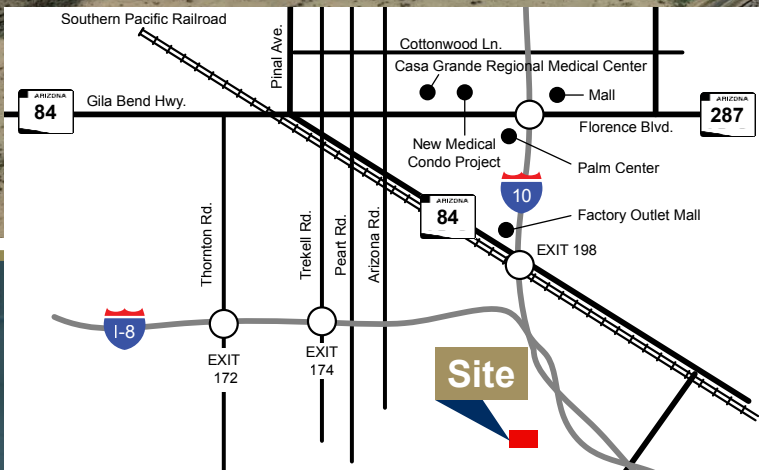 Southern Pacific Railroad
Pinal Ave.
Cottonwood Ln.
Casa Grande Regional Medical Center
Mall
ARIZONA
84
Gila Bend Hwy.
Florence Blvd.
ARIZONA
287
New Medical
Condo Project
Palm Center
10
ARIZONA
84
Factory Outlet Mall
EXIT 198
Thornton Rd.
Trekell Rd.
Peart Rd.
Arizona Rd.
I-8
EXIT
172
EXIT
174
Site